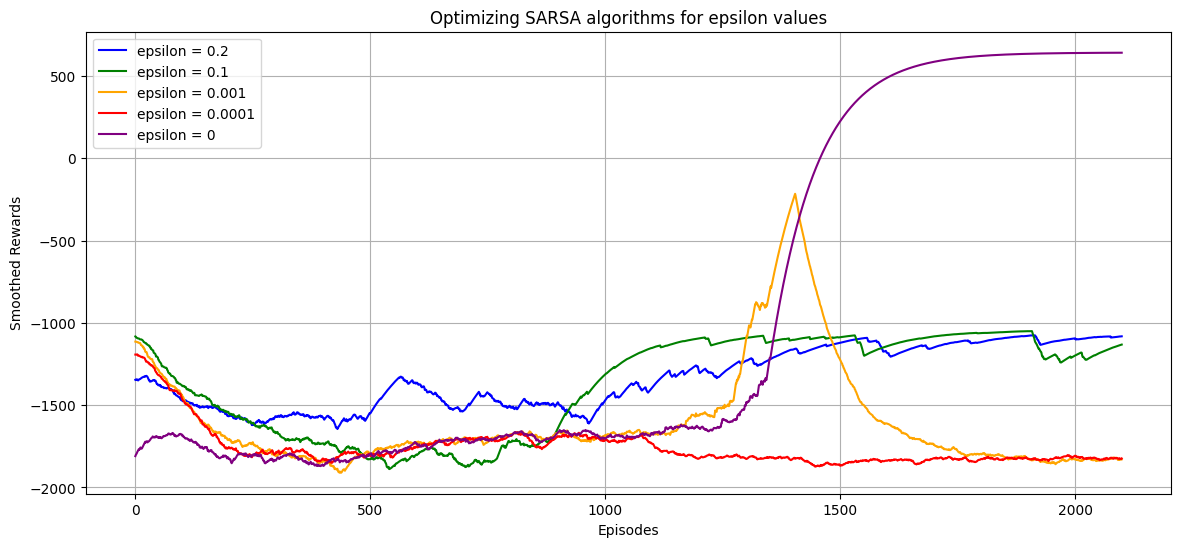 Optimizing SARSA algorithms for epsilon values
epsilon = 0.2
epsilon = 0.1
epsilon = 0.001
epsilon = 0.0001
epsilon = 0
Smoothed Rewards
500
0
−500
−1000
−1500
−2000
0
500
1000
1500
2000
Episodes